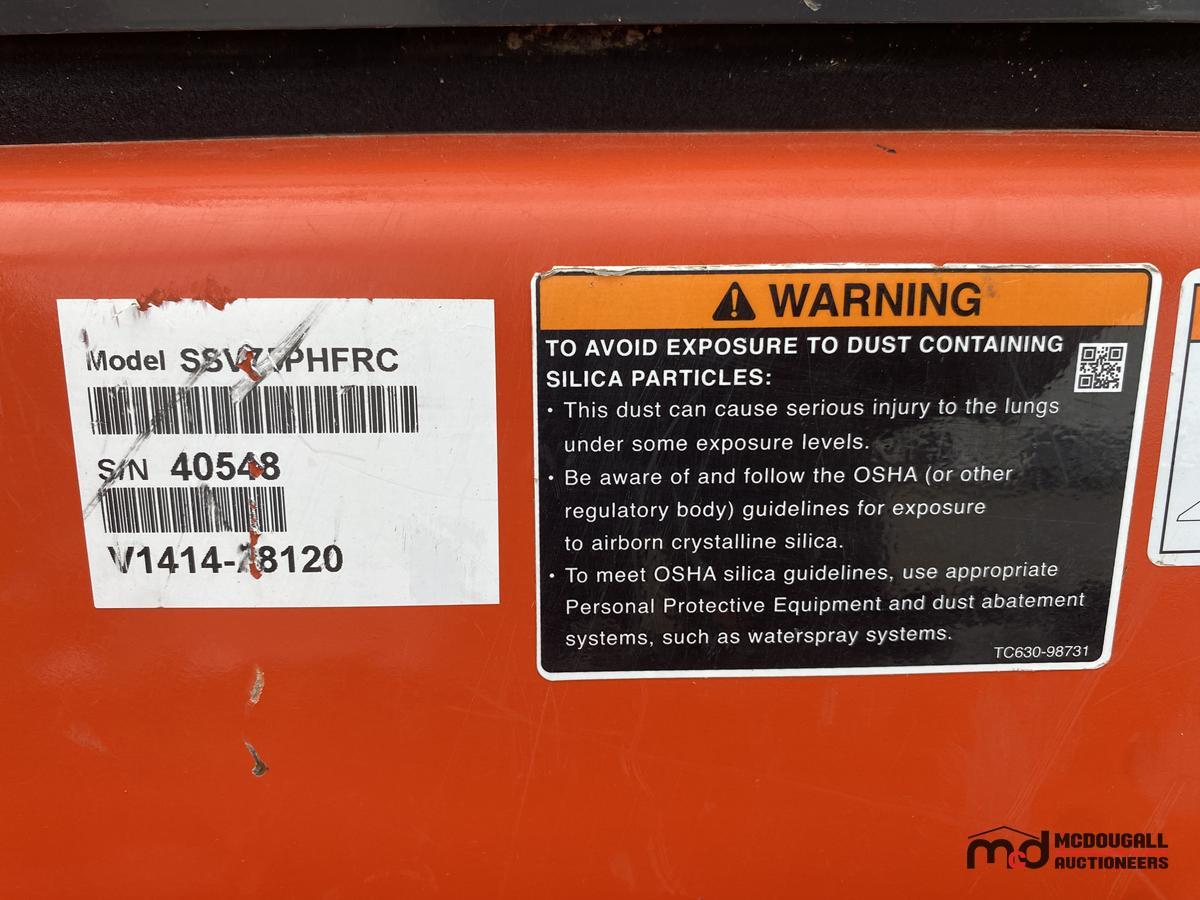 Model
S/N 40548
V1414-78120
WARNING
TO AVOID EXPOSURE TO DUST CONTAINING
SILICA PARTICLES:
• This dust can cause serious injury to the lungs
under some exposure levels.
• Be aware of and follow the OSHA (or other
regulatory body) guidelines for exposure
to airborn crystalline silica.
• To meet OSHA silica guidelines, use appropriate
Personal Protective Equipment and dust abatement
systems, such as waterspray systems.
TC630-98731
mcd MCDOUGALL
AUCTIONEERS